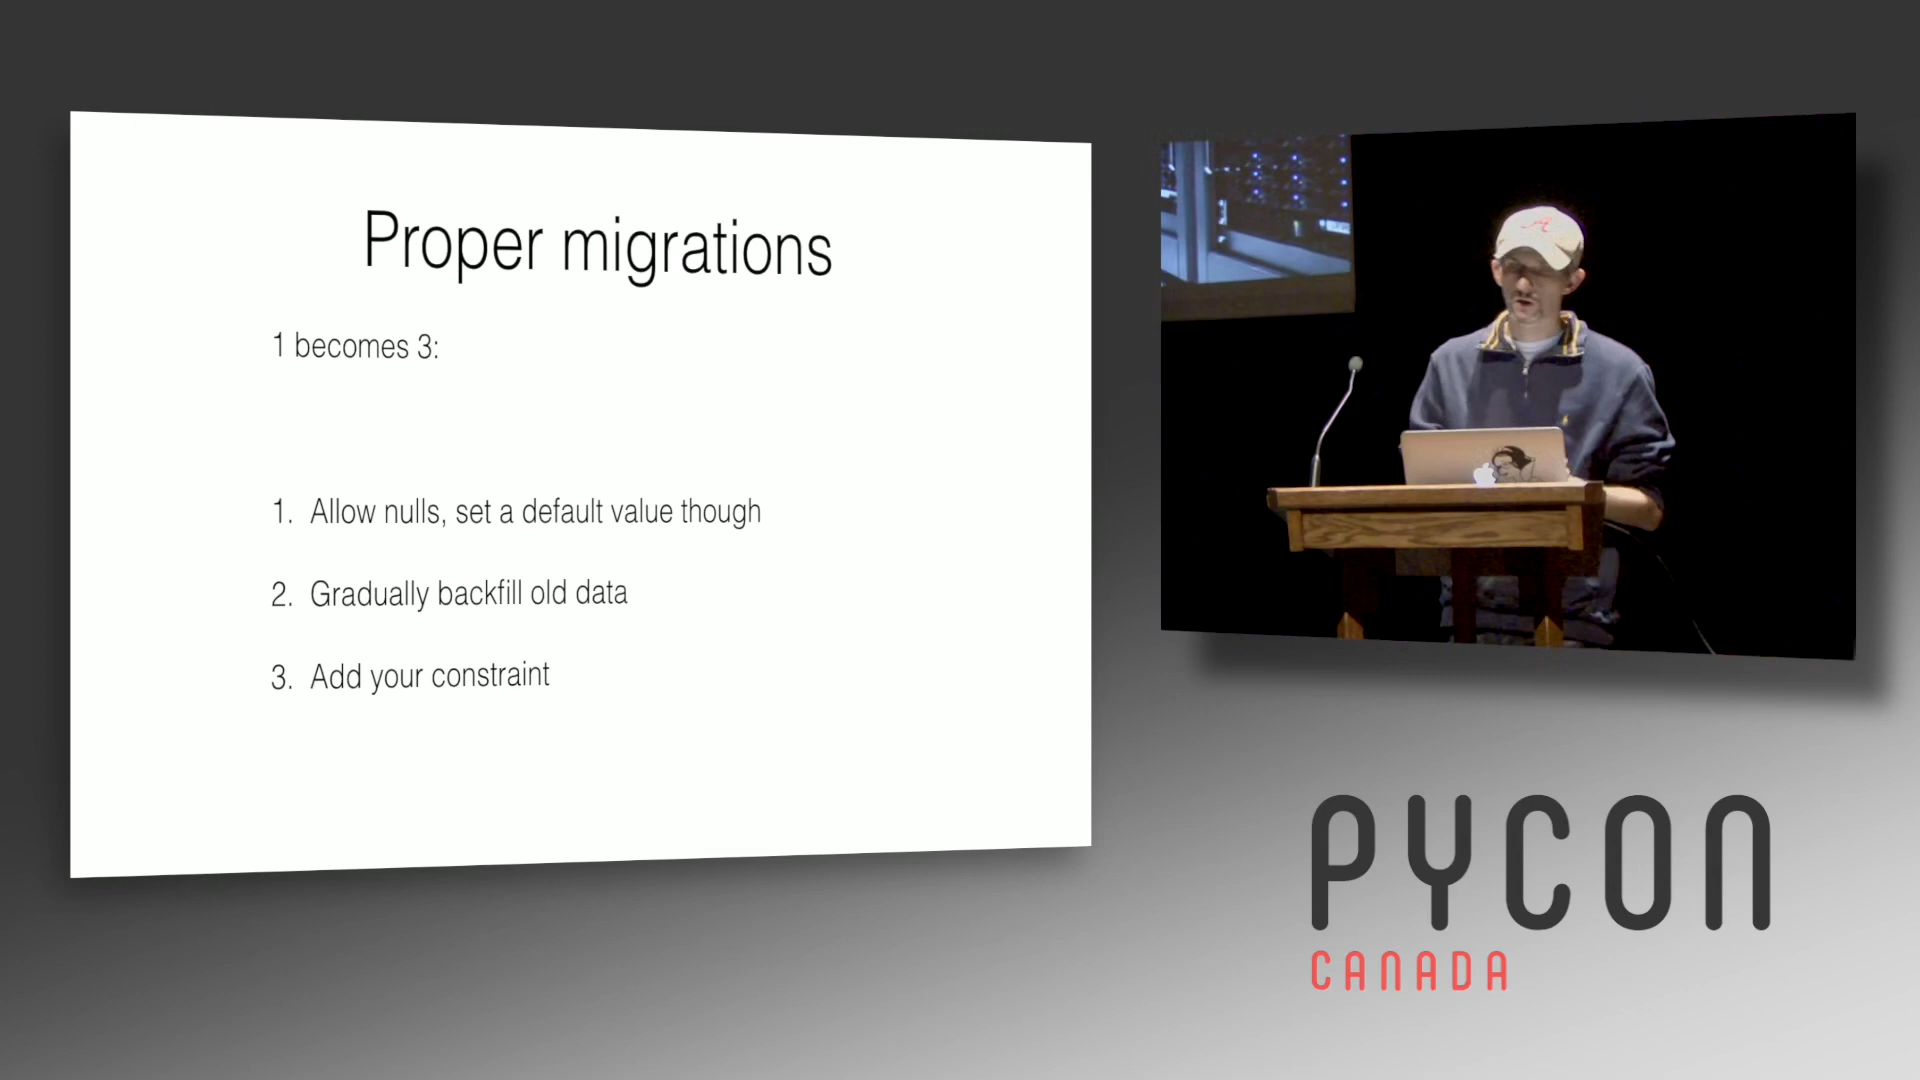 Proper migrations
1 becomes 3:
1. Allow nulls, set a default value though
2. Gradually backfill old data
3. Add your constraint
A
PYCON
CANADA